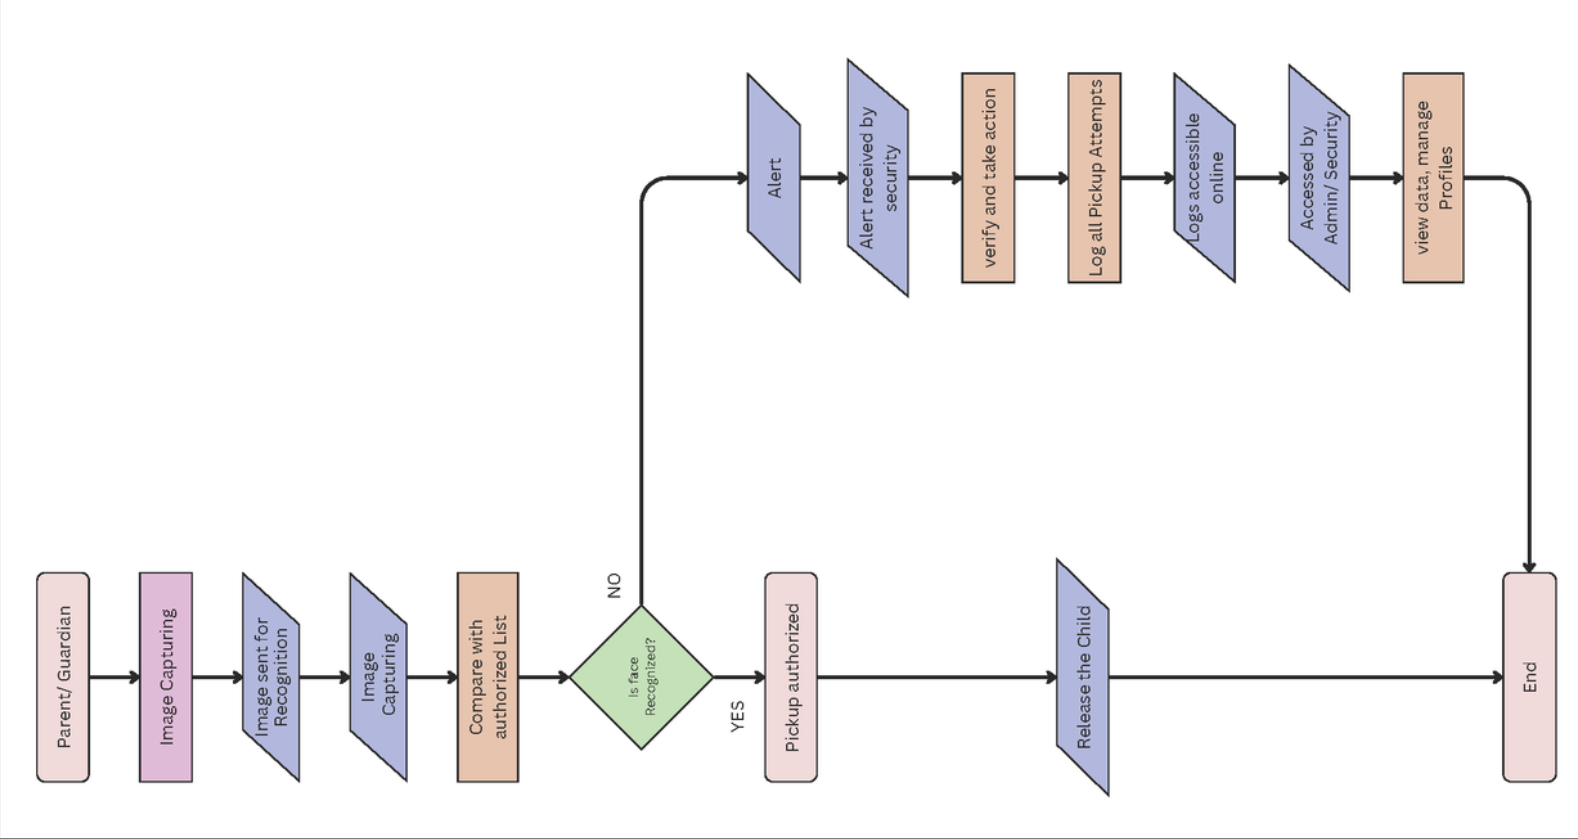 Parent/ Guardian
Image Capturing
Image sent for
Recognition
Image
Capturing
Compare with
authorized List
Is face
Recognized?
NO
YES
Pickup authorized
Release the Child
End
Alert
Alert received by
security
verify and take action
Log all Pickup Attempts
Logs accessible
online
Accessed by
Admin/ Security
view data, manage
Profiles